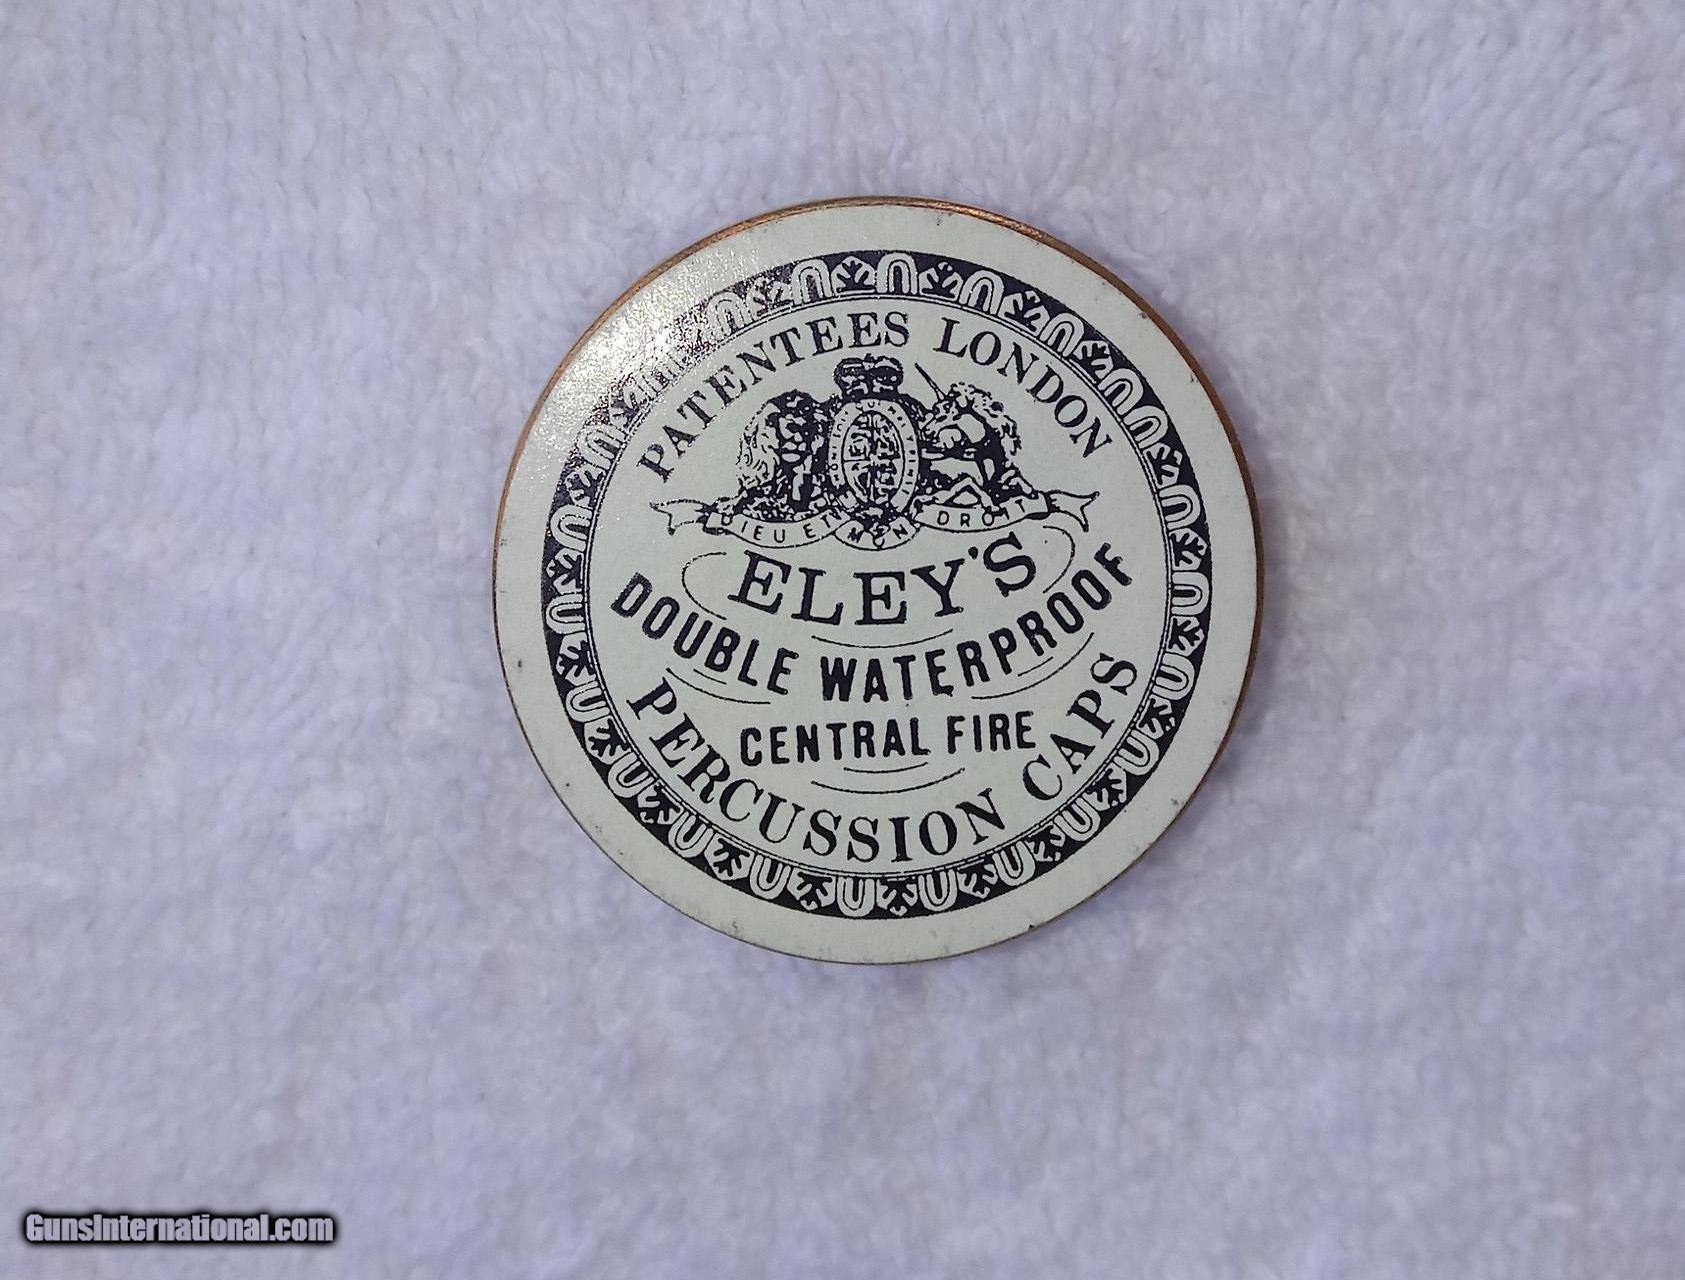 PATENTEES LONDON
DIEU ET MON DROIT
ELEY'S
DOUBLE WATERPROOF
CENTRAL FIRE
PERCUSSION CAPS
GunsInternational.com